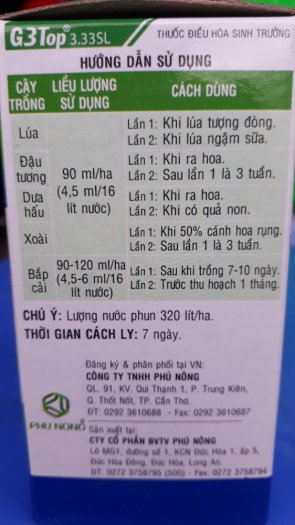 G3Top® 3.33SL THUỐC ĐIỀU HÒA SINH TRƯỞNG
HƯỚNG DẪN SỬ DỤNG
CÂY TRỒNG LIỀU LƯỢNG SỬ DỤNG CÁCH DÙNG
Lúa
Đậu tương
Dưa hấu
Xoài
90 ml/ha
(4,5 ml/16
lít nước)
Lần 1: Khi lúa tượng đòng.
Lần 2: Khi lúa ngậm sữa.
Lần 1: Khi ra hoa.
Lần 2: Sau lần 1 là 3 tuần.
Lần 1: Khi ra hoa.
Lần 2: Khi có quả non.
Lần 1: Khi 50% cánh hoa rụng.
Lần 2: Sau lần 1 là 3 tuần.
Bắp cải
90-120 ml/ha
(4,5-6 ml/16
lít nước)
Lần 1: Sau khi trồng 7-10 ngày.
Lần 2: Trước thu hoạch 1 tháng.
CHÚ Ý: Lượng nước phun 320 lít/ha.
THỜI GIAN CÁCH LY: 7 ngày.
Đăng ký & phân phối tại VN:
CÔNG TY TNHH PHÚ NÔNG
QL. 91, KV. Qui Thạnh 1, P. Trung Kiên,
Q. Thốt Nốt, TP. Cần Thơ.
ĐT: 0292 3610688 - Fax: 0292 3610687
PHU NONG
Sản xuất tại:
CTY CỔ PHẦN BVTV PHÚ NÔNG
Lô MG1, đường số 1, KCN Đức Hòa 1, ấp 5,
Đức Hòa Đông, Đức Hòa, Long An.
ĐT: 0272 3758795 (500) - Fax: 0272 3758794